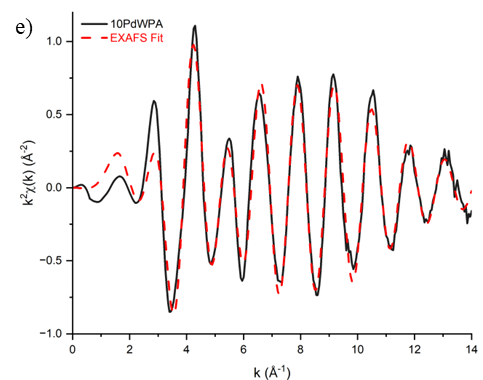 e)
10PdWPA
EXAFS Fit
1.0
0.5
0.0
−0.5
−1.0
k²χ(k) (Å⁻²)
0 2 4 6 8 10 12 14
k (Å⁻¹)